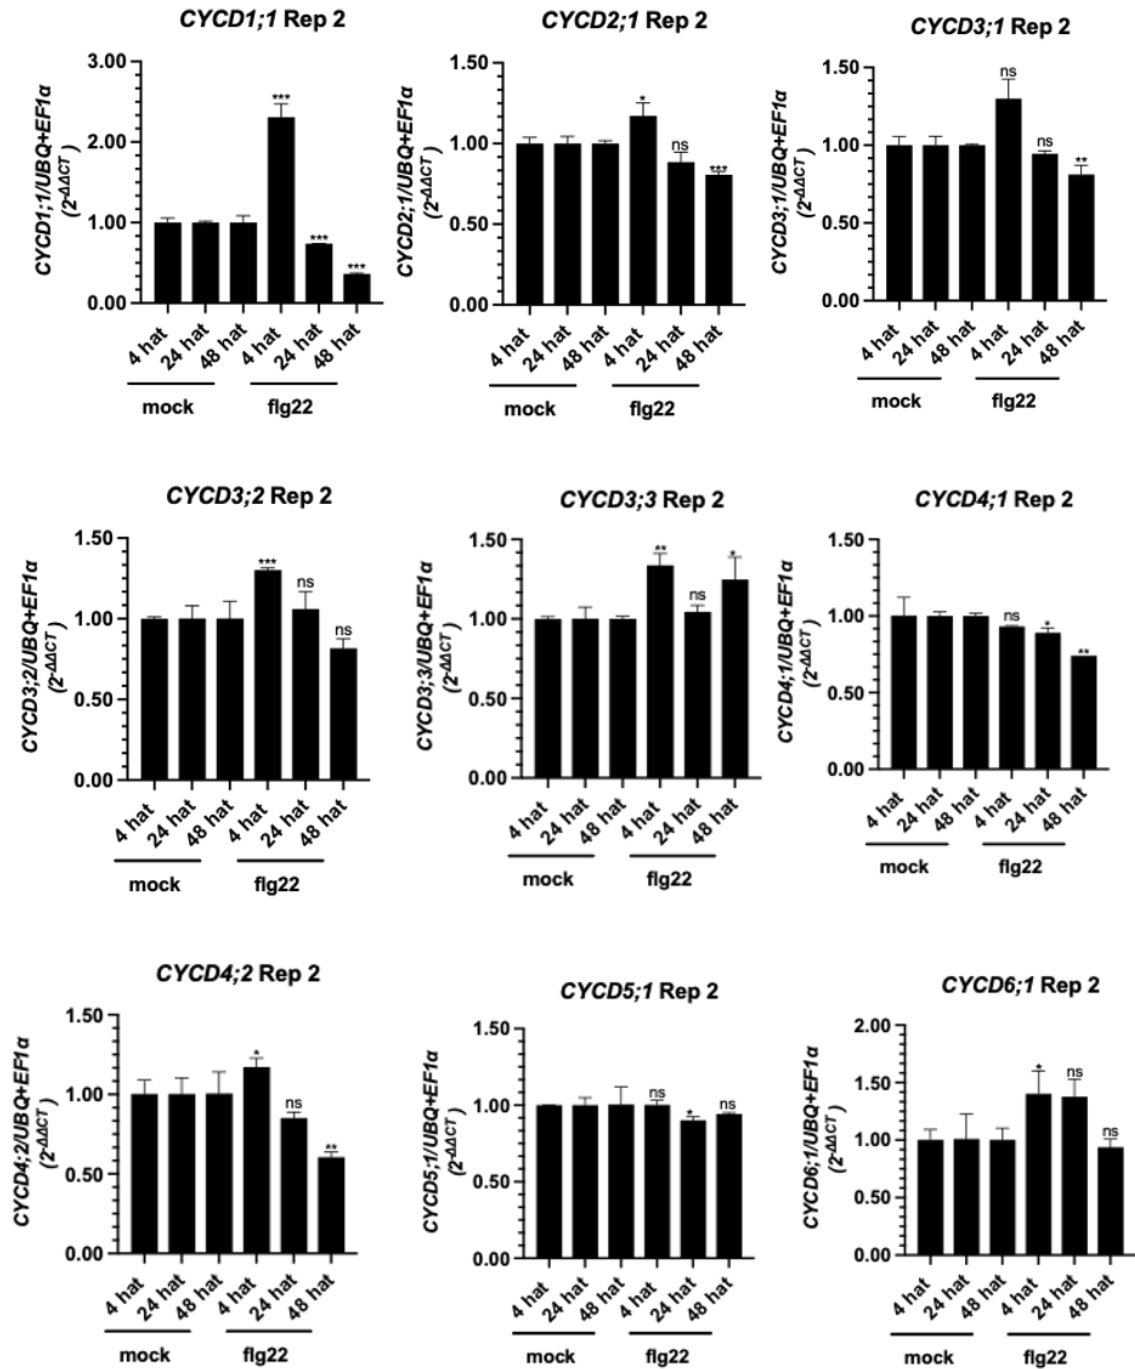 CYCD1;1 Rep 2
CYCD1;1/UBQ+EF1α
(2-ΔΔCT )
3.00
2.00
1.00
0.00
***
***
***
4 hat
24 hat
48 hat
4 hat
24 hat
48 hat
mock
flg22
CYCD2;1 Rep 2
CYCD2;1/UBQ+EF1α
(2-ΔΔCT )
1.50
1.00
0.50
0.00
*
ns
***
4 hat
24 hat
48 hat
4 hat
24 hat
48 hat
mock
flg22
CYCD3;1 Rep 2
CYCD3;1/UBQ+EF1α
(2-ΔΔCT )
1.50
1.00
0.50
0.00
ns
ns
**
4 hat
24 hat
48 hat
4 hat
24 hat
48 hat
mock
flg22
CYCD3;2 Rep 2
CYCD3;2/UBQ+EF1α
(2-ΔΔCT )
1.50
1.00
0.50
0.00
***
ns
ns
4 hat
24 hat
48 hat
4 hat
24 hat
48 hat
mock
flg22
CYCD3;3 Rep 2
CYCD3;3/UBQ+EF1α
(2-ΔΔCT )
1.50
1.00
0.50
0.00
**
ns
*
4 hat
24 hat
48 hat
4 hat
24 hat
48 hat
mock
flg22
CYCD4;1 Rep 2
CYCD4;1/UBQ+EF1α
(2-ΔΔCT )
1.50
1.00
0.50
0.00
ns
*
**
4 hat
24 hat
48 hat
4 hat
24 hat
48 hat
mock
flg22
CYCD4;2 Rep 2
CYCD4;2/UBQ+EF1α
(2-ΔΔCT )
1.50
1.00
0.50
0.00
*
ns
**
4 hat
24 hat
48 hat
4 hat
24 hat
48 hat
mock
flg22
CYCD5;1 Rep 2
CYCD5;1/UBQ+EF1α
(2-ΔΔCT )
1.50
1.00
0.50
0.00
ns
*
ns
4 hat
24 hat
48 hat
4 hat
24 hat
48 hat
mock
flg22
CYCD6;1 Rep 2
CYCD6;1/UBQ+EF1α
(2-ΔΔCT )
2.00
1.50
1.00
0.50
0.00
*
ns
ns
4 hat
24 hat
48 hat
4 hat
24 hat
48 hat
mock
flg22